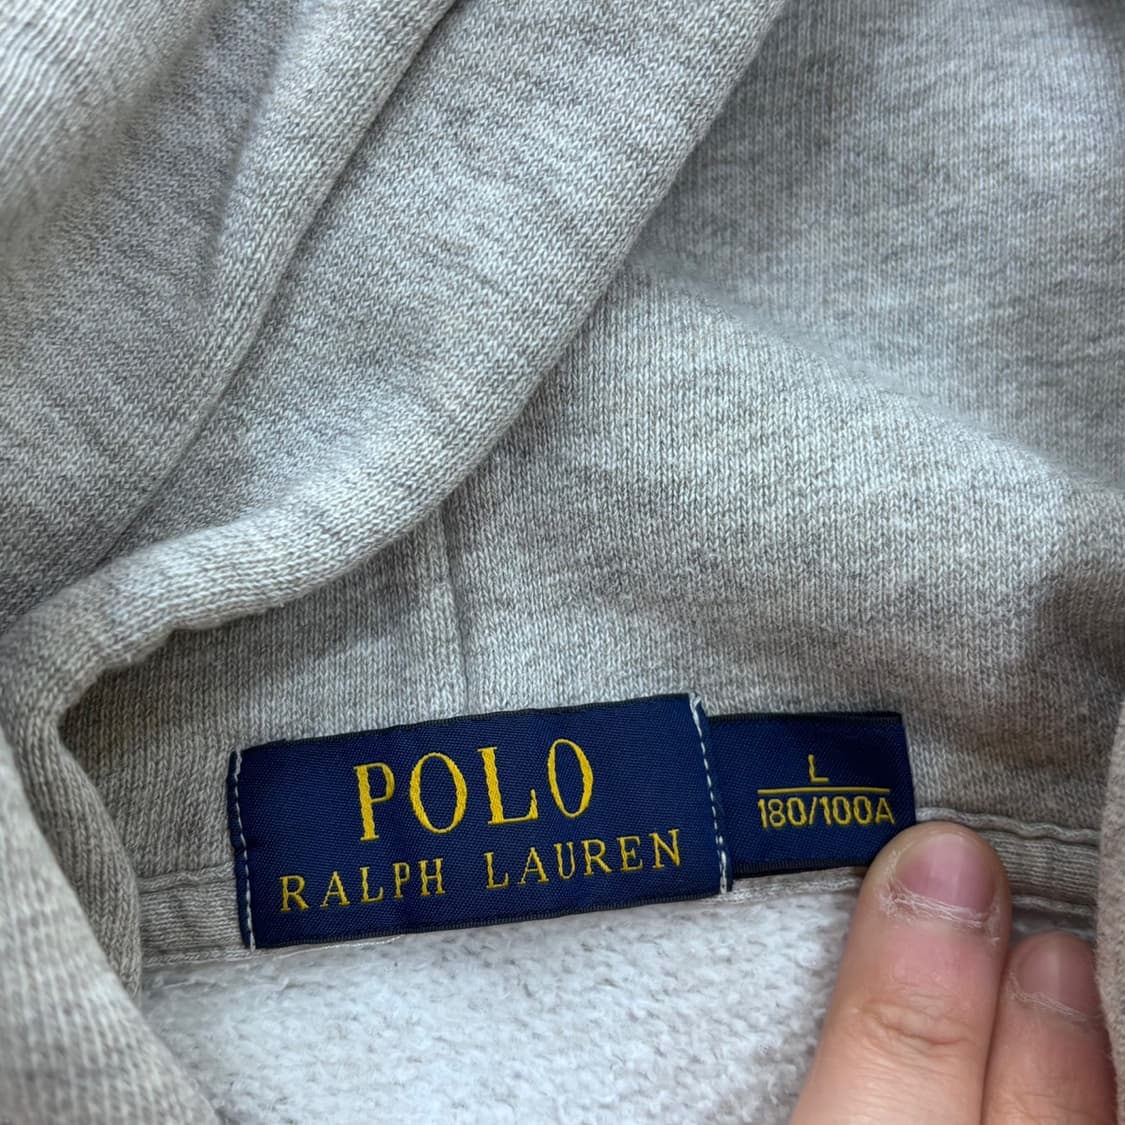 POLO
RALPH LAUREN
L
180/100A